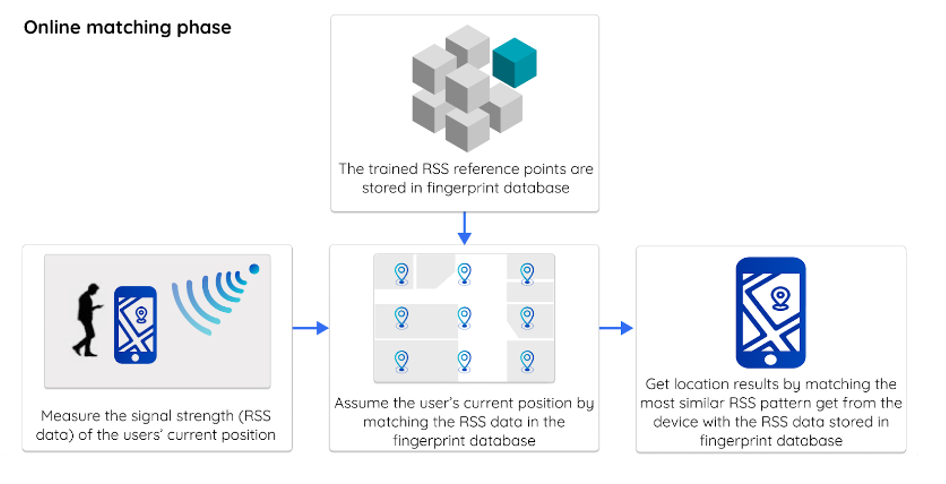 Online matching phase
The trained RSS reference points are
stored in fingerprint database
Measure the signal strength (RSS
data) of the users' current position
Assume the user's current position by
matching the RSS data in the
fingerprint database
Get location results by matching the
most similar RSS pattern get from the
device with the RSS data stored in
fingerprint database